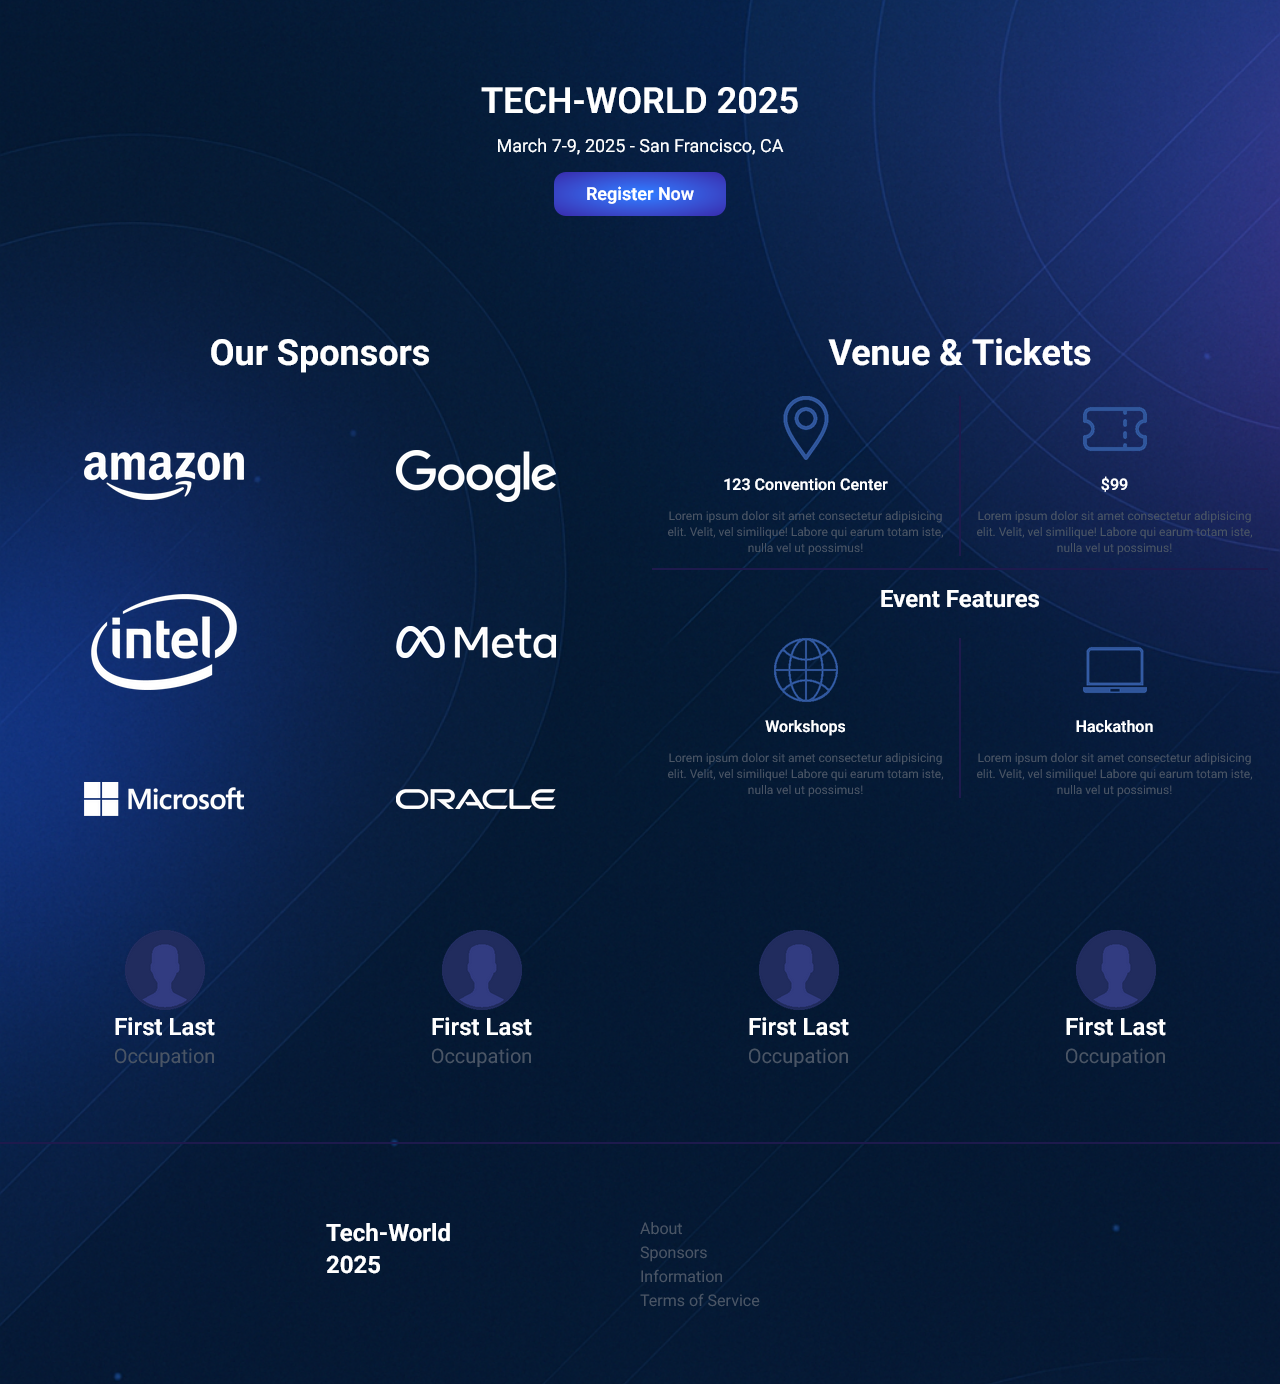 TECH-WORLD 2025
March 7-9, 2025 - San Francisco, CA
Register Now
Our Sponsors
amazon
Google
intel
Meta
Microsoft
ORACLE
Venue & Tickets
123 Convention Center
Lorem ipsum dolor sit amet consectetur adipisicing
elit. Velit, vel similique! Labore qui earum totam iste,
nulla vel ut possimus!
$99
Lorem ipsum dolor sit amet consectetur adipisicing
elit. Velit, vel similique! Labore qui earum totam iste,
nulla vel ut possimus!
Event Features
Workshops
Lorem ipsum dolor sit amet consectetur adipisicing
elit. Velit, vel similique! Labore qui earum totam iste,
nulla vel ut possimus!
Hackathon
Lorem ipsum dolor sit amet consectetur adipisicing
elit. Velit, vel similique! Labore qui earum totam iste,
nulla vel ut possimus!
First Last
Occupation
First Last
Occupation
First Last
Occupation
First Last
Occupation
Tech-World
2025
About
Sponsors
Information
Terms of Service